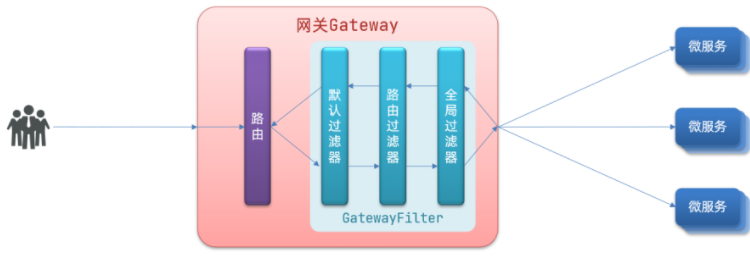 网关Gateway
路由
默认过滤器
路由过滤器
全局过滤器
GatewayFilter
微服务
微服务
微服务